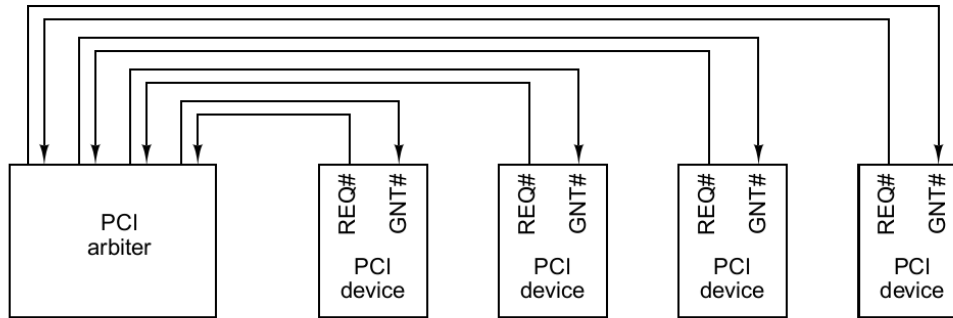 PCI
arbiter
REQ#
GNT#
PCI
device
REQ#
GNT#
PCI
device
REQ#
GNT#
PCI
device
REQ#
GNT#
PCI
device